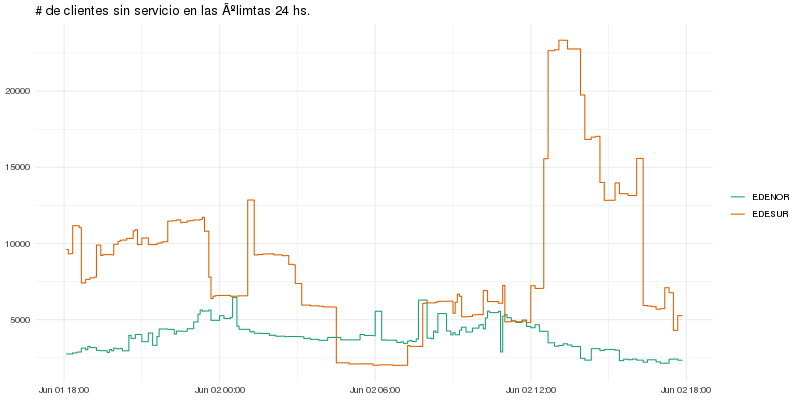 # de clientes sin servicio en las Ãºlimtas 24 hs.
20000
15000
10000
5000
Jun 01 18:00
Jun 02 00:00
Jun 02 06:00
Jun 02 12:00
Jun 02 18:00
EDENOR
EDESUR